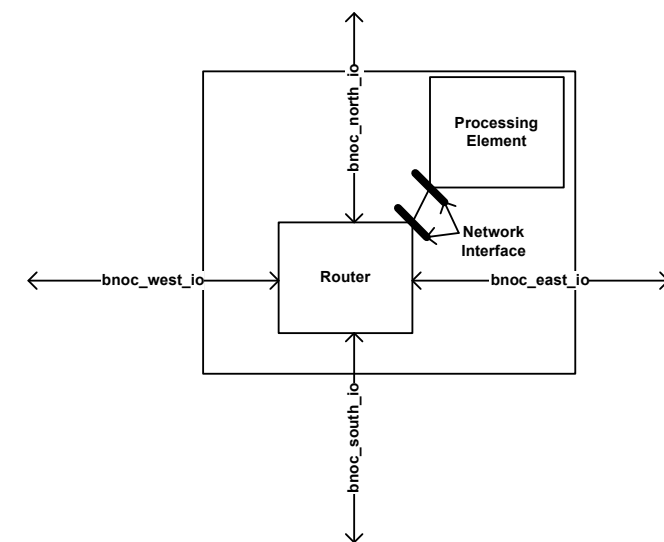 bnoc_north_io
Processing
Element
Network
Interface
Router
bnoc_west_io
bnoc_east_io
bnoc_south_io